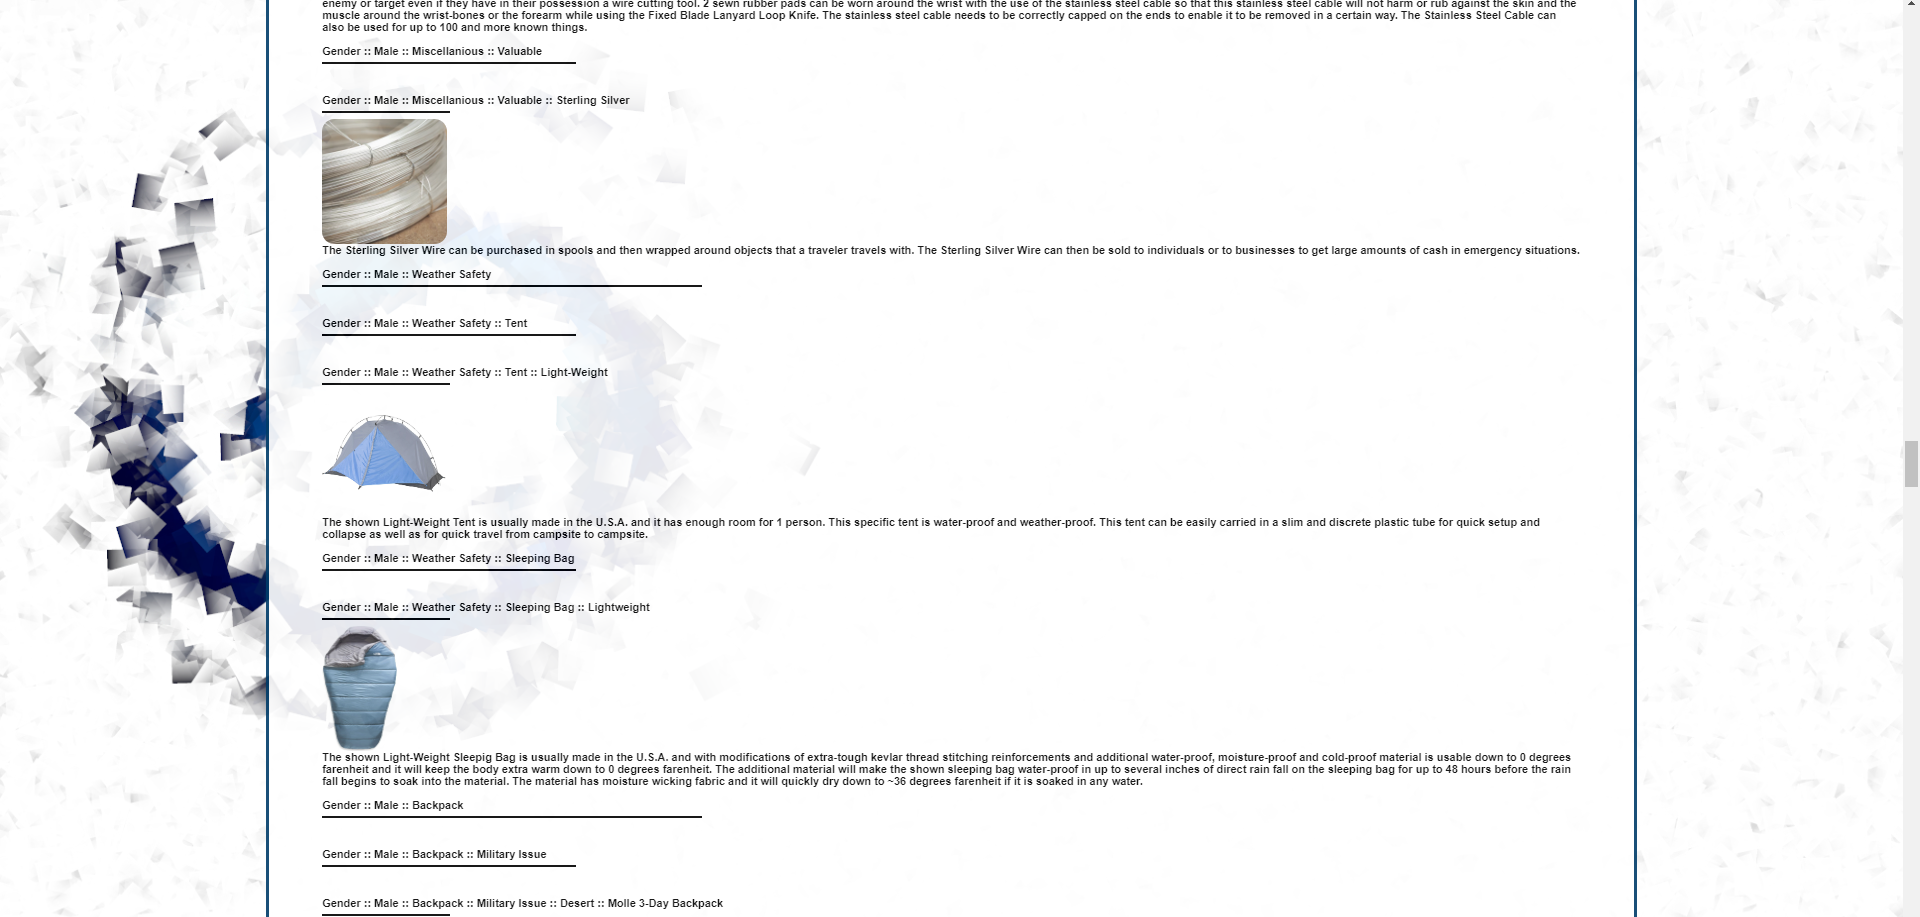 enemy or target even if they have in their possession a wire cutting tool. 2 sewn rubber pads can be worn around the wrist with the use of the stainless steel cable so that this stainless steel cable will not harm or rub against the skin and the
muscle around the wrist-bones or the forearm while using the Fixed Blade Lanyard Loop Knife. The stainless steel cable needs to be correctly capped on the ends to enable it to be removed in a certain way. The Stainless Steel Cable can
also be used for up to 100 and more known things.
Gender :: Male :: Miscellanious :: Valuable
Gender :: Male :: Miscellanious :: Valuable :: Sterling Silver
The Sterling Silver Wire can be purchased in spools and then wrapped around objects that a traveler travels with. The Sterling Silver Wire can then be sold to individuals or to businesses to get large amounts of cash in emergency situations.
Gender :: Male :: Weather Safety
Gender :: Male :: Weather Safety :: Tent
Gender :: Male :: Weather Safety :: Tent :: Light-Weight
The shown Light-Weight Tent is usually made in the U.S.A. and it has enough room for 1 person. This specific tent is water-proof and weather-proof. This tent can be easily carried in a slim and discrete plastic tube for quick setup and
collapse as well as for quick travel from campsite to campsite.
Gender :: Male :: Weather Safety :: Sleeping Bag
Gender :: Male :: Weather Safety :: Sleeping Bag :: Lightweight
The shown Light-Weight Sleepig Bag is usually made in the U.S.A. and with modifications of extra-tough kevlar thread stitching reinforcements and additional water-proof, moisture-proof and cold-proof material is usable down to 0 degrees
farenheit and it will keep the body extra warm down to 0 degrees farenheit. The additional material will make the shown sleeping bag water-proof in up to several inches of direct rain fall on the sleeping bag for up to 48 hours before the rain
fall begins to soak into the material. The material has moisture wicking fabric and it will quickly dry down to ~36 degrees farenheit if it is soaked in any water.
Gender :: Male :: Backpack
Gender :: Male :: Backpack :: Military Issue
Gender :: Male :: Backpack :: Military Issue :: Desert :: Molle 3-Day Backpack